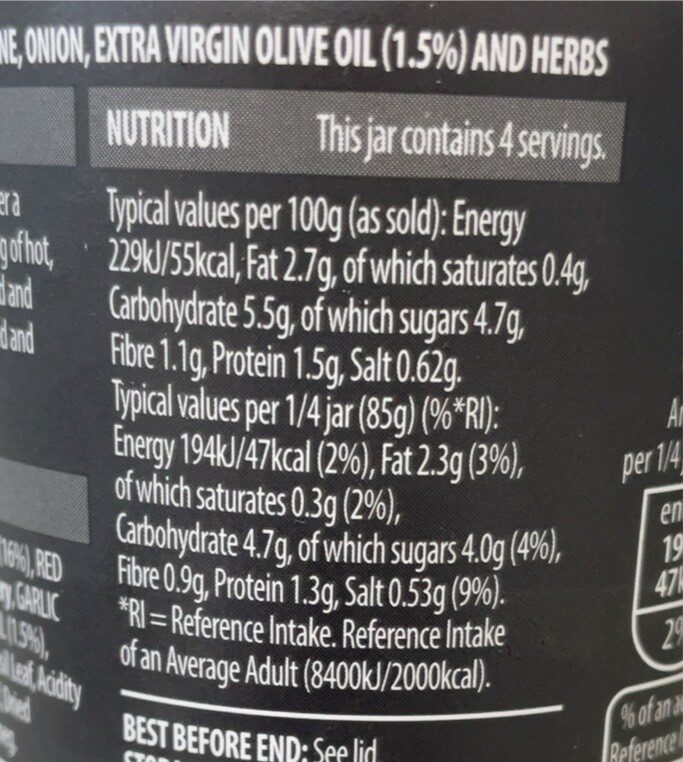 NE, ONION, EXTRA VIRGIN OLIVE OIL (1.5%) AND HERBS
NUTRITION This jar contains 4 servings.
Typical values per 100g (as sold): Energy
229kJ/55kcal, Fat 2.7g, of which saturates 0.4g,
Carbohydrate 5.5g, of which sugars 4.7g,
Fibre 1.1g, Protein 1.5g, Salt 0.62g.
Typical values per 1/4 jar (85g) (%*RI):
Energy 194kJ/47kcal (2%), Fat 2.3g (3%),
of which saturates 0.3g (2%),
Carbohydrate 4.7g, of which sugars 4.0g (4%),
Fibre 0.9g, Protein 1.3g, Salt 0.53g (9%).
*RI = Reference Intake. Reference Intake
of an Average Adult (8400kJ/2000kcal).
BEST BEFORE END: See lid
er a
g of hot,
d and
d and
16%), RED
GARLIC
(1.5%),
Leaf, Acidity
Dried
per 1/4
en
19
47k
2%
% of an a
Reference